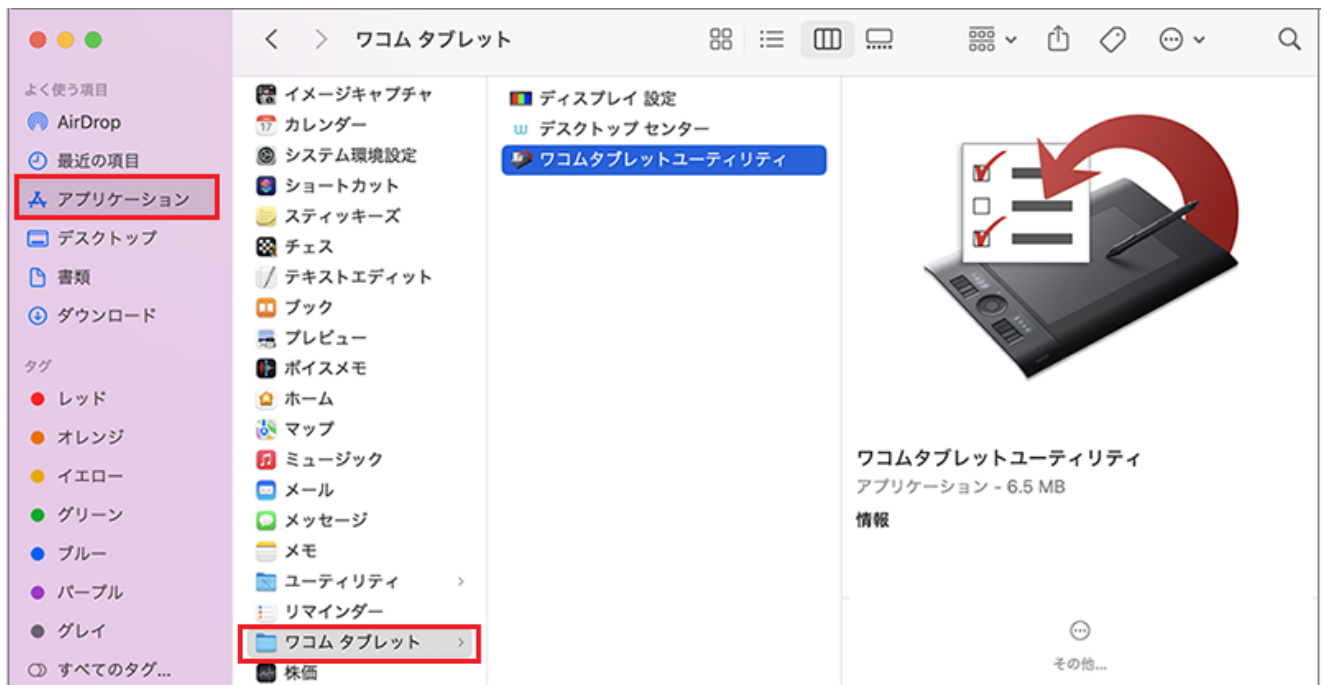 ワコム タブレット
よく使う項目
AirDrop
最近の項目
アプリケーション
デスクトップ
書類
ダウンロード
タグ
レッド
オレンジ
イエロー
グリーン
ブルー
パープル
グレイ
すべてのタグ...
イメージキャプチャ
17 カレンダー
システム環境設定
ショートカット
スティッキーズ
チェス
テキストエディット
ブック
プレビュー
ボイスメモ
ホーム
マップ
ミュージック
メール
メッセージ
メモ
ユーティリティ
リマインダー
ワコム タブレット
株価
ディスプレイ 設定
デスクトップ センター
ワコムタブレットユーティリティ
ワコムタブレットユーティリティ
アプリケーション - 6.5 MB
情報
その他...